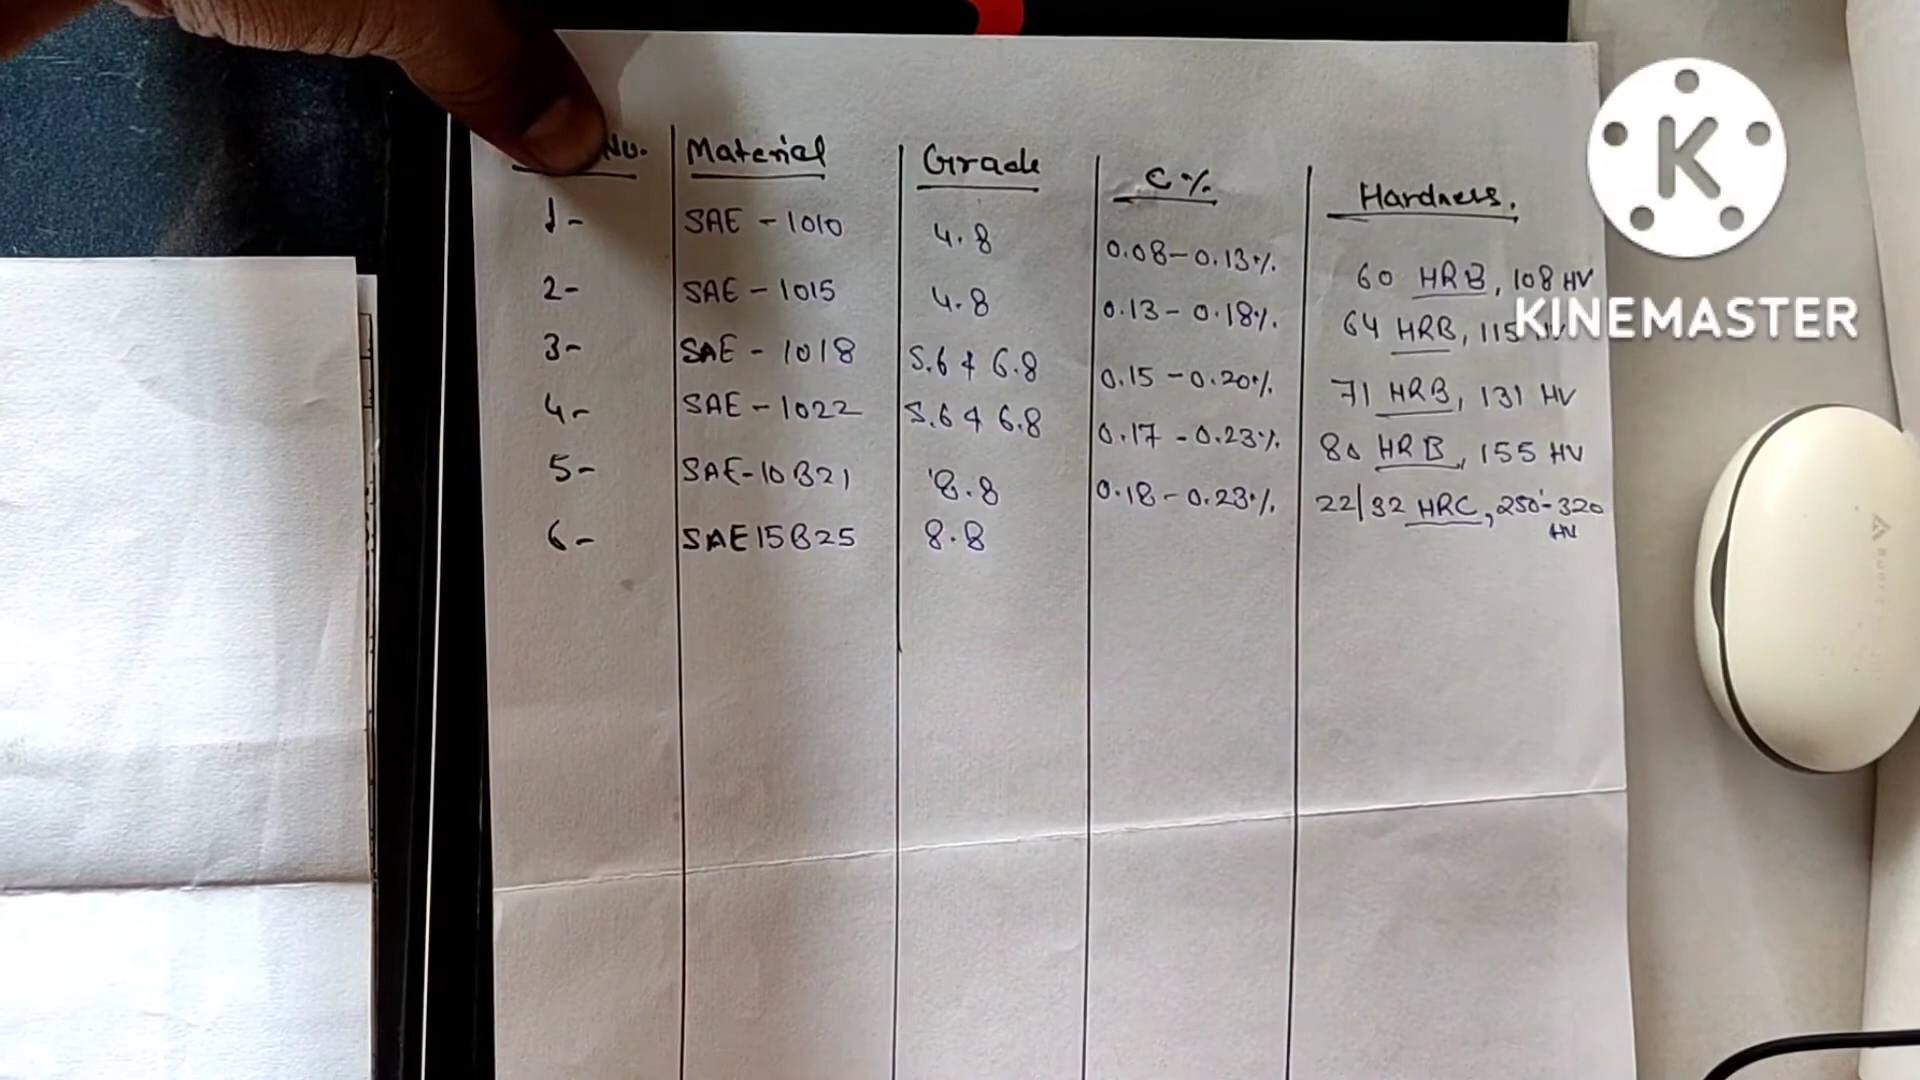 No. Material Grade C% Hardness.
1- SAE - 1010 4.8 0.08-0.13% 60 HRB, 108 HV
2- SAE - 1015 4.8 0.13-0.18% 64 HRB, 115 HV
3- SAE - 1018 5.6 & 6.8 0.15-0.20% 71 HRB, 131 HV
4- SAE - 1022 5.6 & 6.8 0.17-0.23% 80 HRB, 155 HV
5- SAE-10B21 8.8 0.18-0.23% 22/32 HRC, 250-320 HV
6- SAE15B25 8.8
K
KINEMASTER